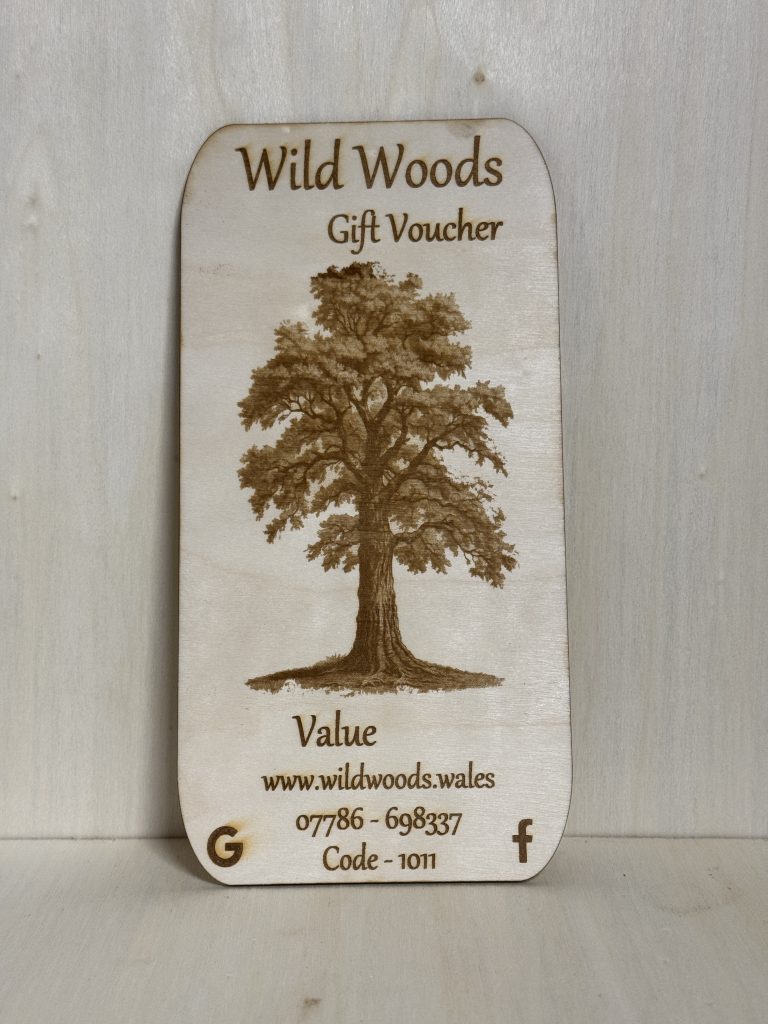 Wild Woods
Gift Voucher
Value
www.wildwoods.wales
07786 - 698337
Code - 1011
G
f